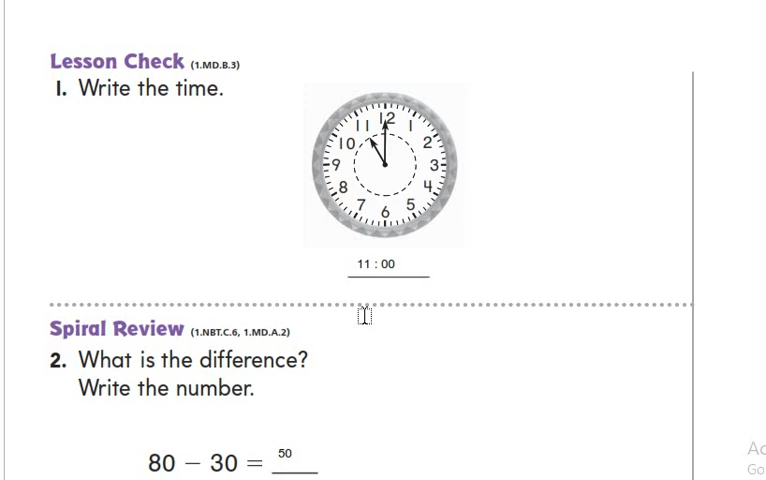 Lesson Check (1.MD.B.3)
1. Write the time.
12
11
1
10
2
9
3
8
4
7
5
6
11 : 00
Spiral Review (1.NBT.C.6, 1.MD.A.2)
2. What is the difference?
Write the number.
80 − 30 = 50